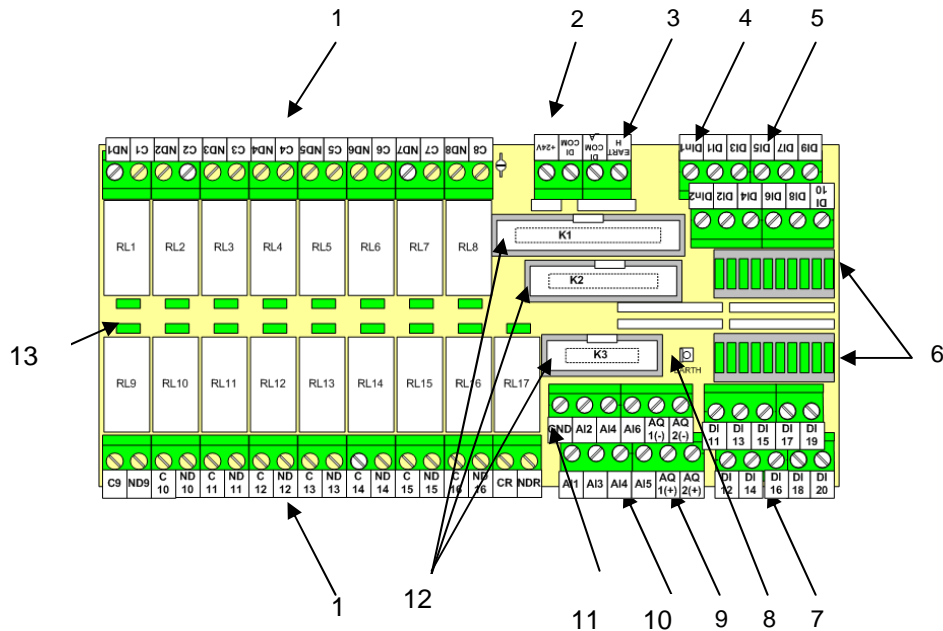 1 2 3 4 5
ND1 C1 ND2 C2 ND3 C3 ND4 C4 ND5 C5 ND6 C6 ND7 C7 ND8 C8
+24V DI COM DI COM A EART H
DIn1 DI1 DI3 DI5 DI7 DI9
DIn2 DI2 DI4 DI6 DI8 DI 10
RL1 RL2 RL3 RL4 RL5 RL6 RL7 RL8
K1
K2
13
6
K3
EARTH
RL9 RL10 RL11 RL12 RL13 RL14 RL15 RL16 RL17
GND AI2 AI4 AI6 AQ 1(-) AQ 2(-)
DI 11 DI 13 DI 15 DI 17 DI 19
C9 ND9 C 10 ND 10 C 11 ND 11 C 12 ND 12 C 13 ND 13 C 14 ND 14 C 15 ND 15 C 16 ND 16 CR NDR
AI1 AI3 AI4 AI5 AQ 1(+) AQ 2(+)
DI 12 DI 14 DI 16 DI 18 DI 20
1 12 11 10 9 8 7